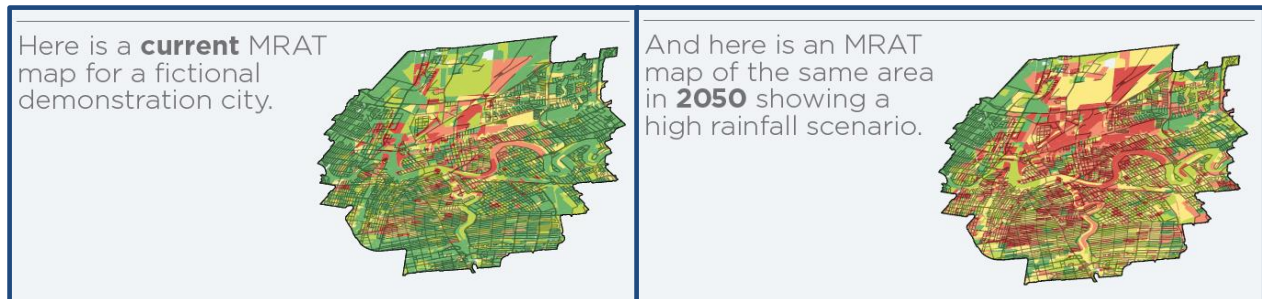 Here is a current MRAT
map for a fictional
demonstration city.
And here is an MRAT
map of the same area
in 2050 showing a
high rainfall scenario.